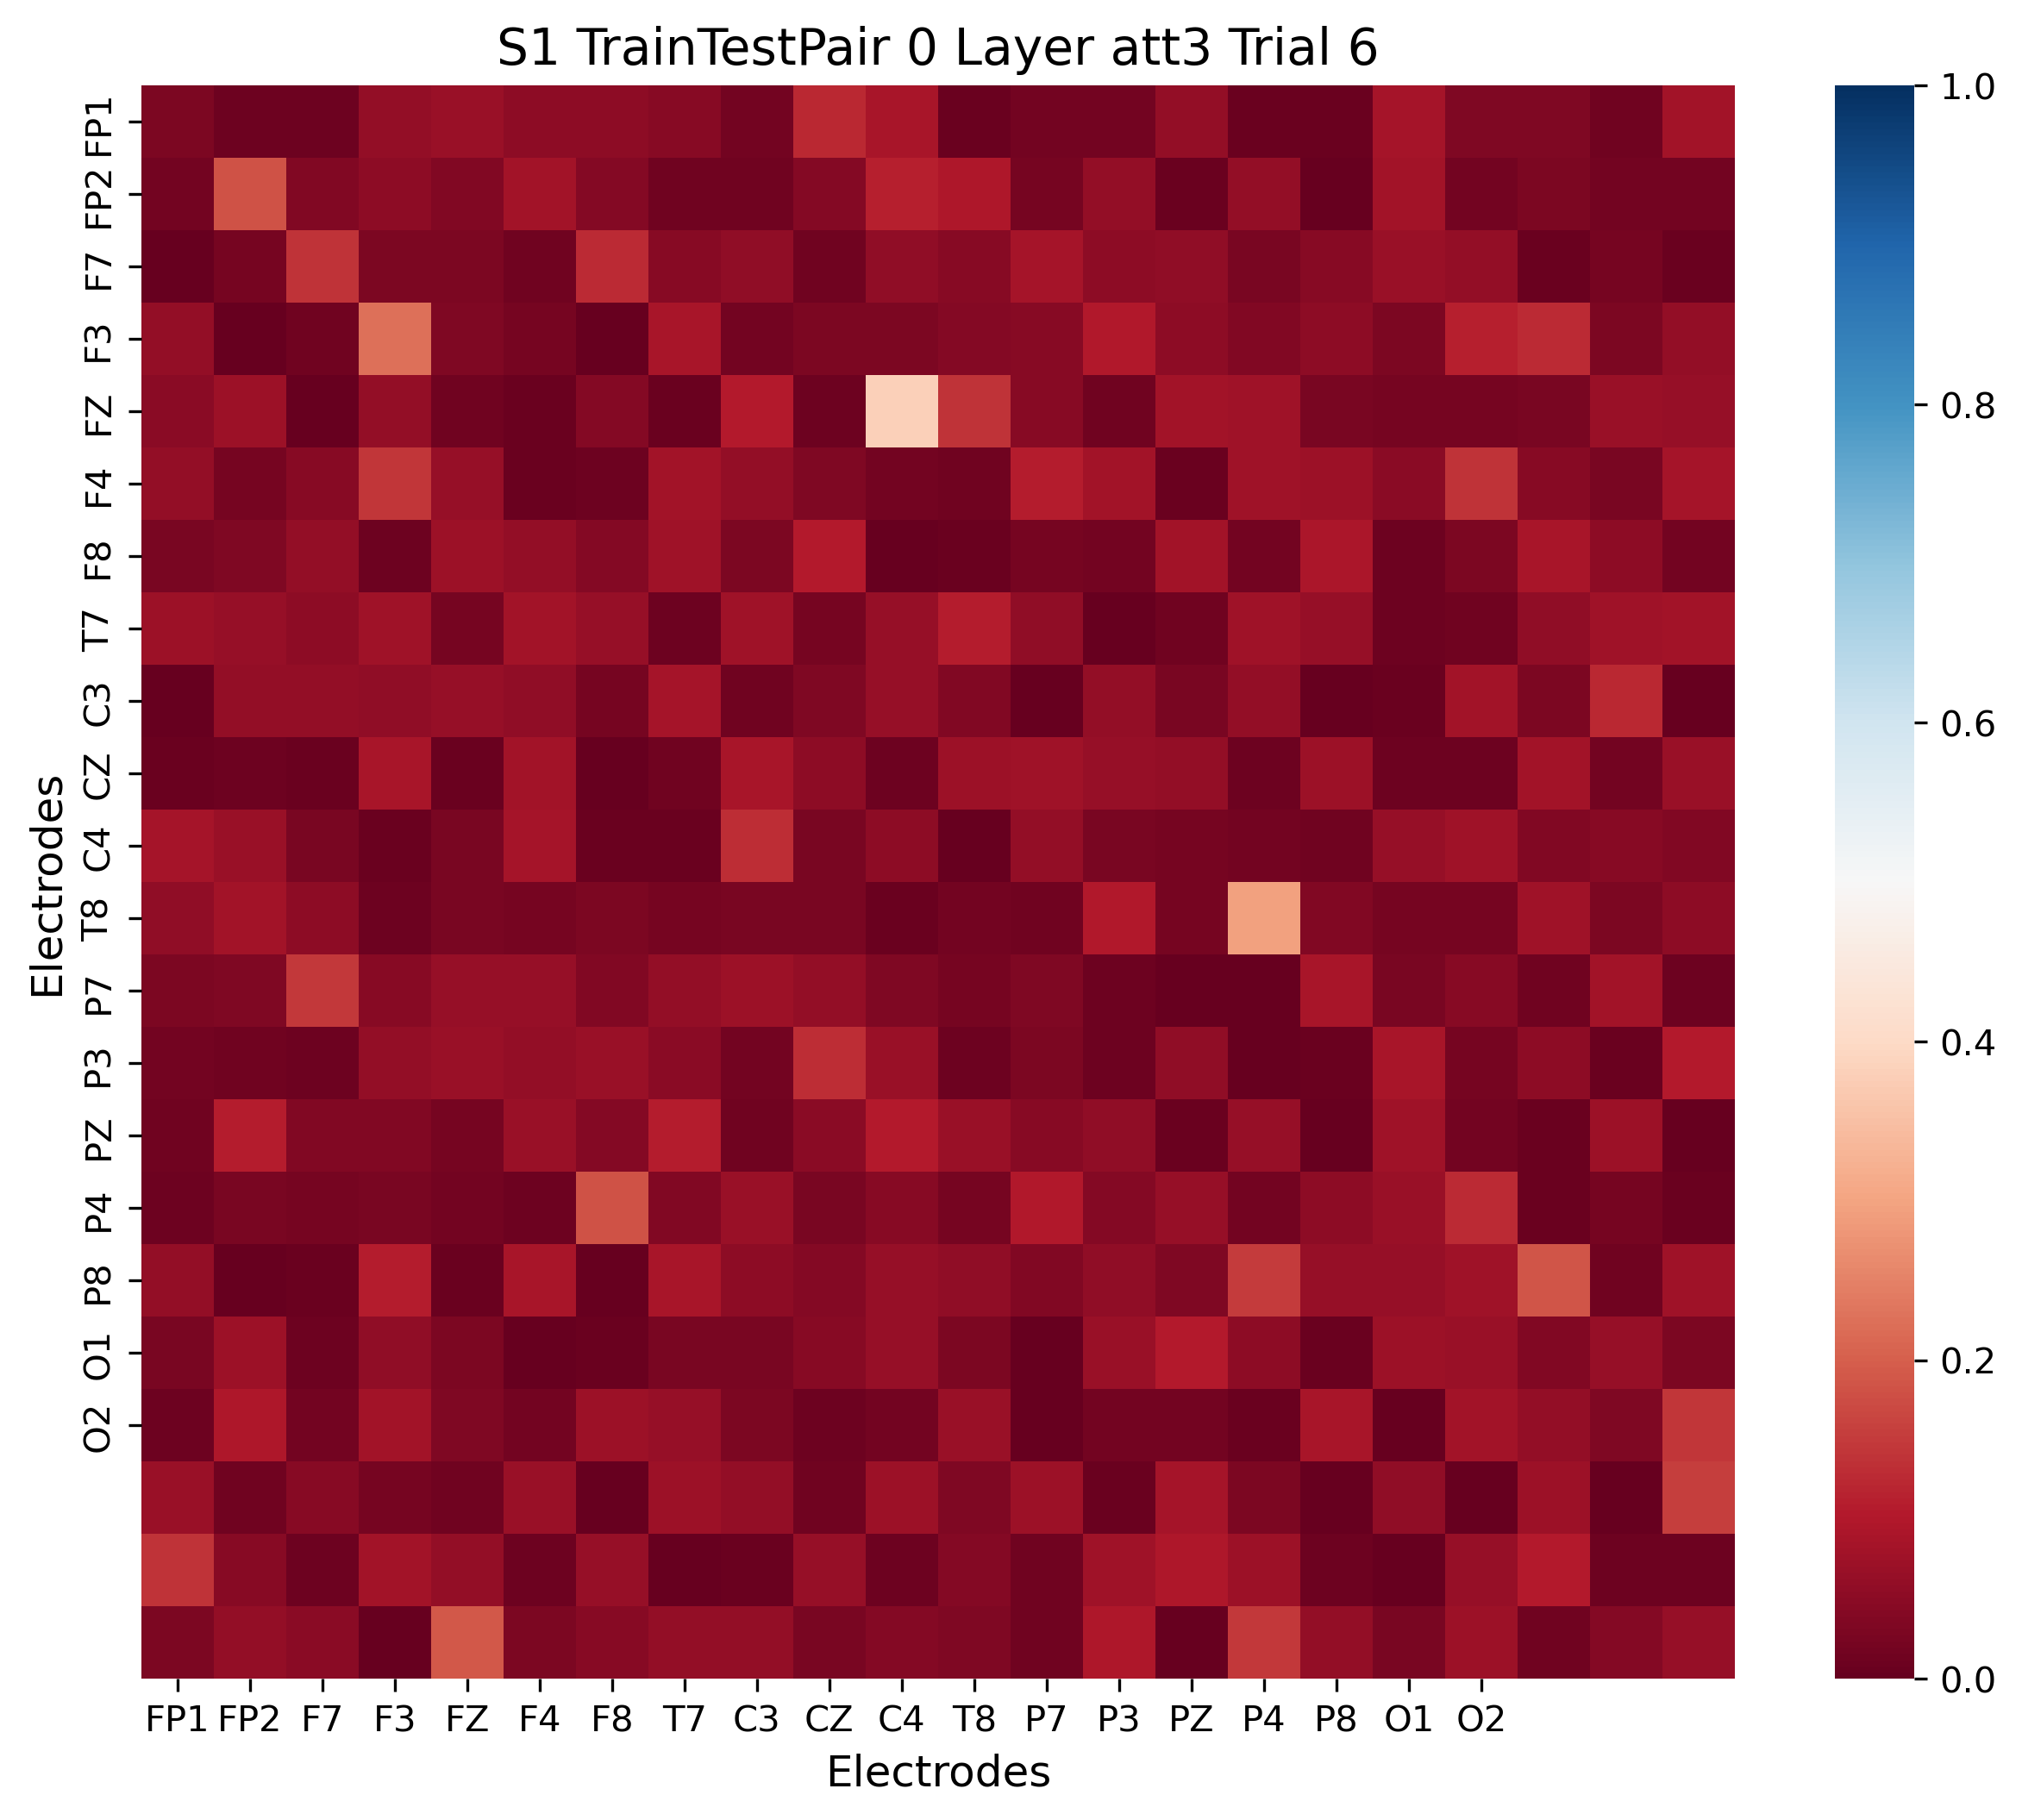 S1 TrainTestPair 0 Layer att3 Trial 6
Electrodes
FP1
FP2
F7
F3
FZ
F4
F8
T7
C3
CZ
C4
T8
P7
P3
PZ
P4
P8
O1
O2
FP1 FP2 F7 F3 FZ F4 F8 T7 C3 CZ C4 T8 P7 P3 PZ P4 P8 O1 O2
Electrodes
1.0
0.8
0.6
0.4
0.2
0.0